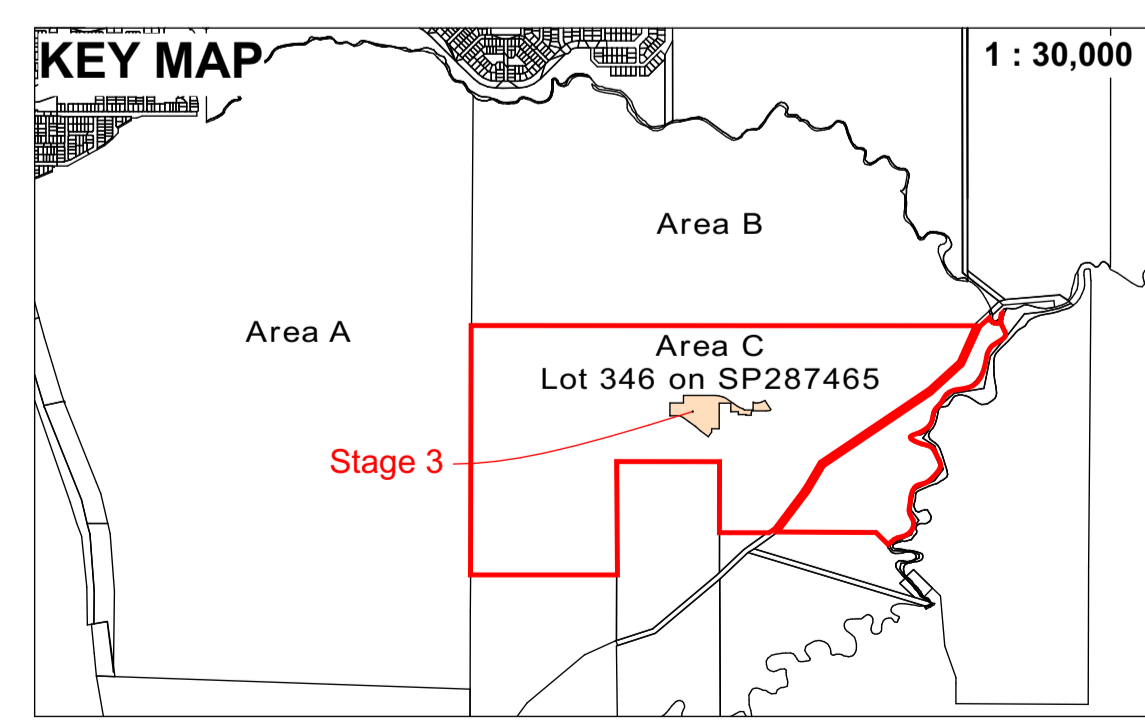 KEY MAP
1 : 30,000
Area B
Area A
Area C
Lot 346 on SP287465
Stage 3